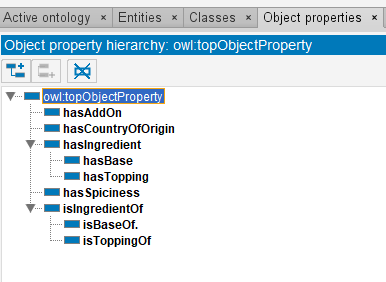 Active ontology × Entities × Classes × Object properties ×
Object property hierarchy: owl:topObjectProperty
owl:topObjectProperty
hasAddOn
hasCountryOfOrigin
hasIngredient
hasBase
hasTopping
hasSpiciness
isIngredientOf
isBaseOf.
isToppingOf